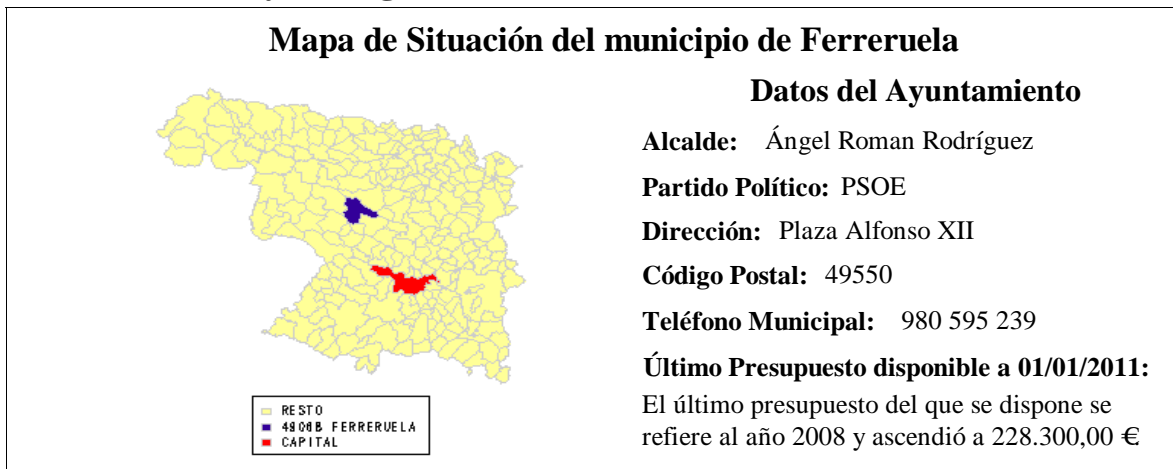 Mapa de Situación del municipio de Ferreruela
Datos del Ayuntamiento
Alcalde: Ángel Roman Rodríguez
Partido Político: PSOE
Dirección: Plaza Alfonso XII
Código Postal: 49550
Teléfono Municipal: 980 595 239
Último Presupuesto disponible a 01/01/2011:
El último presupuesto del que se dispone se
refiere al año 2008 y ascendió a 228.300,00 €
RESTO
FERRERUELA
CAPITAL